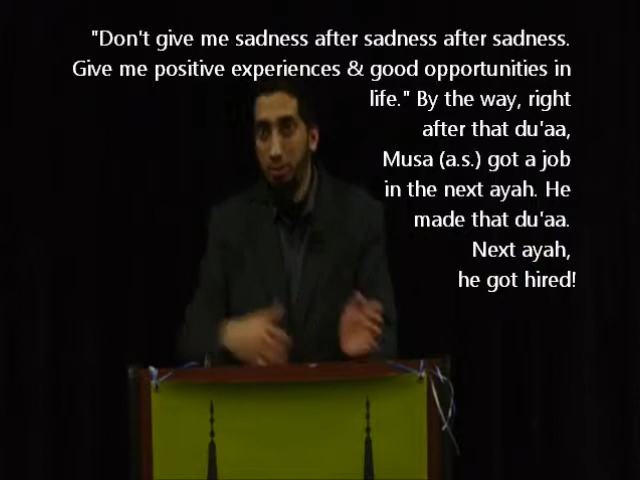 "Don't give me sadness after sadness after sadness.
Give me positive experiences & good opportunities in
life." By the way, right
after that du'aa,
Musa (a.s.) got a job
in the next ayah. He
made that du'aa.
Next ayah,
he got hired!